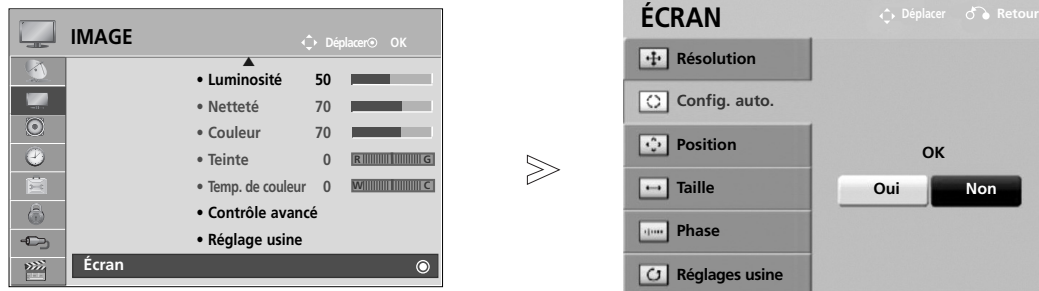 IMAGE
Déplacer OK
• Luminosité 50
• Netteté 70
• Couleur 70
• Teinte 0 R G
• Temp. de couleur 0 W C
• Contrôle avancé
• Réglage usine
Écran
ÉCRAN
Déplacer Retour
Résolution
Config. auto.
Position
Taille
Phase
Réglages usine
OK
Oui Non